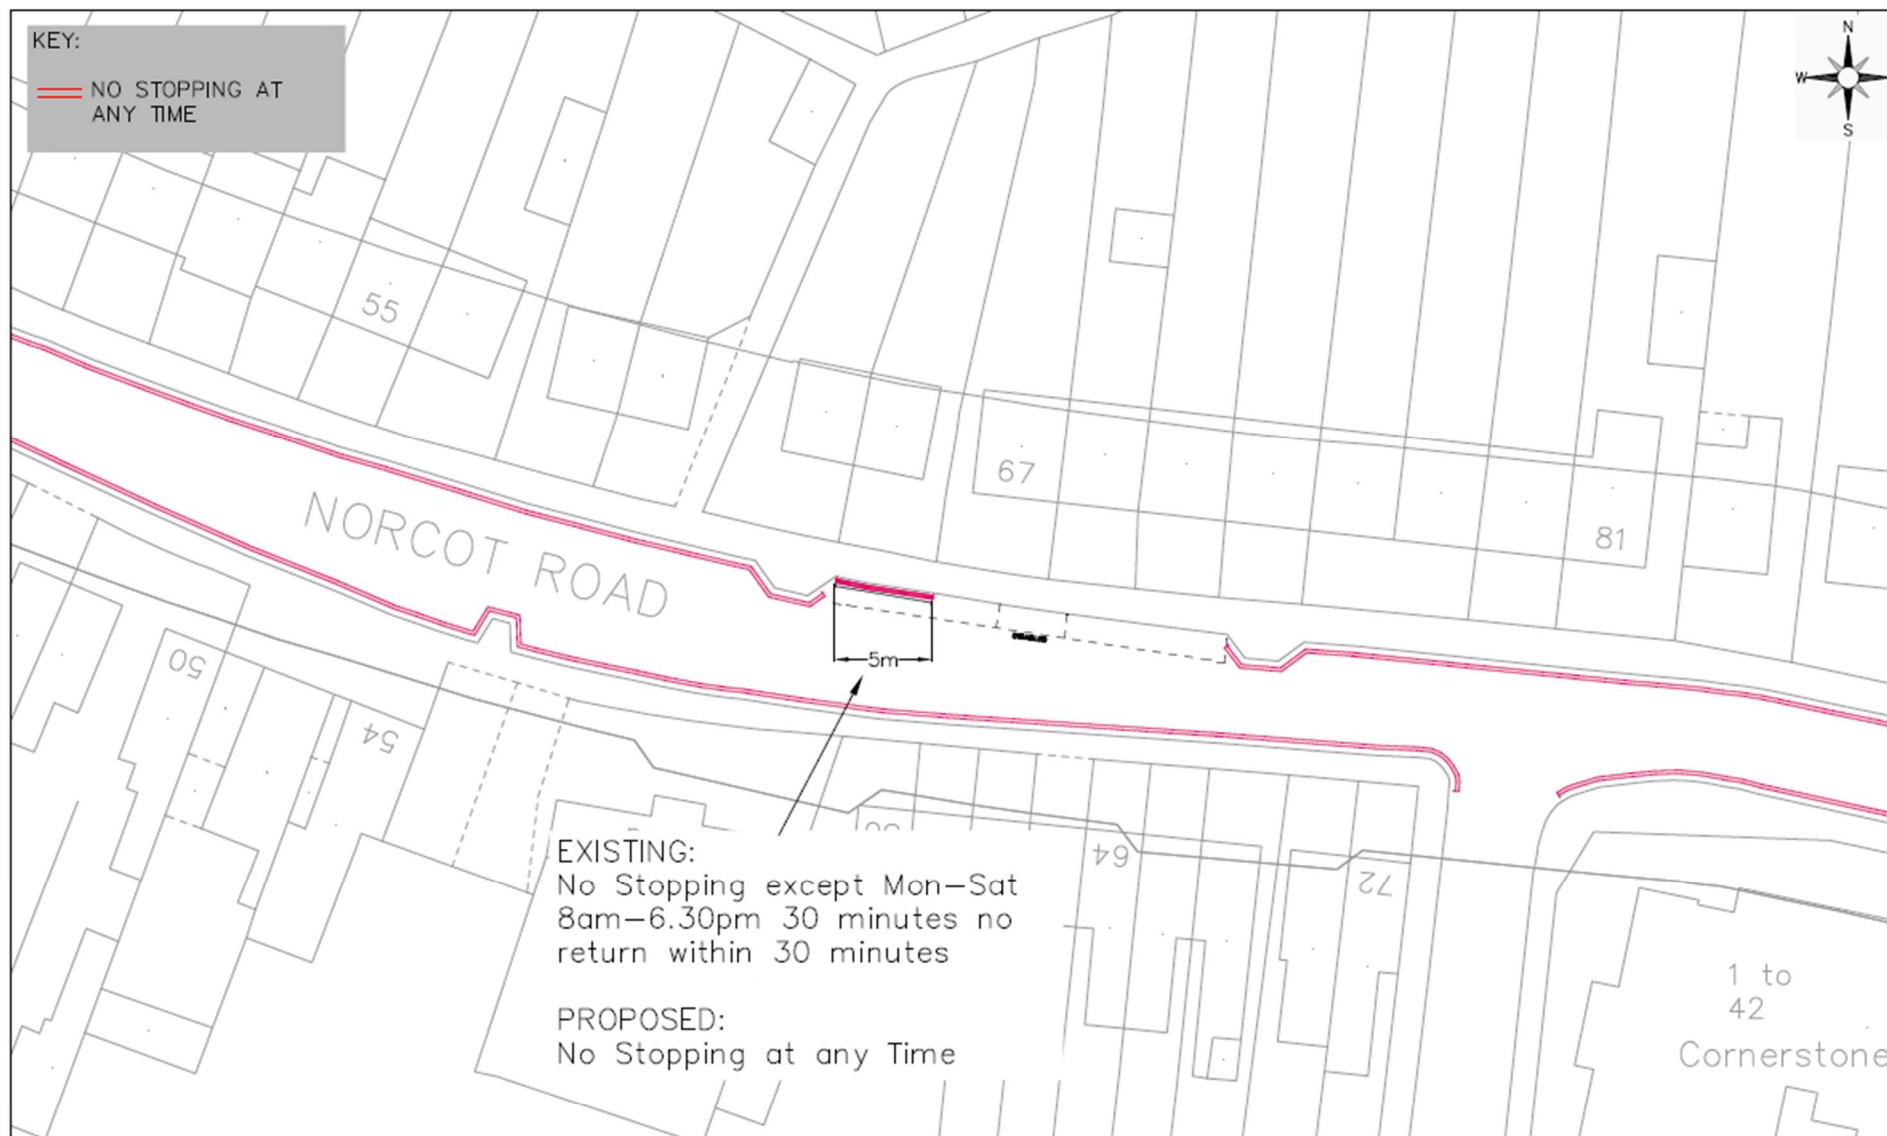 KEY:
NO STOPPING AT
ANY TIME
N
W
S
55
67
81
NORCOT ROAD
5m
50
54
64
72
EXISTING:
No Stopping except Mon-Sat
8am-6.30pm 30 minutes no
return within 30 minutes
PROPOSED:
No Stopping at any Time
1 to
42
Cornerstone